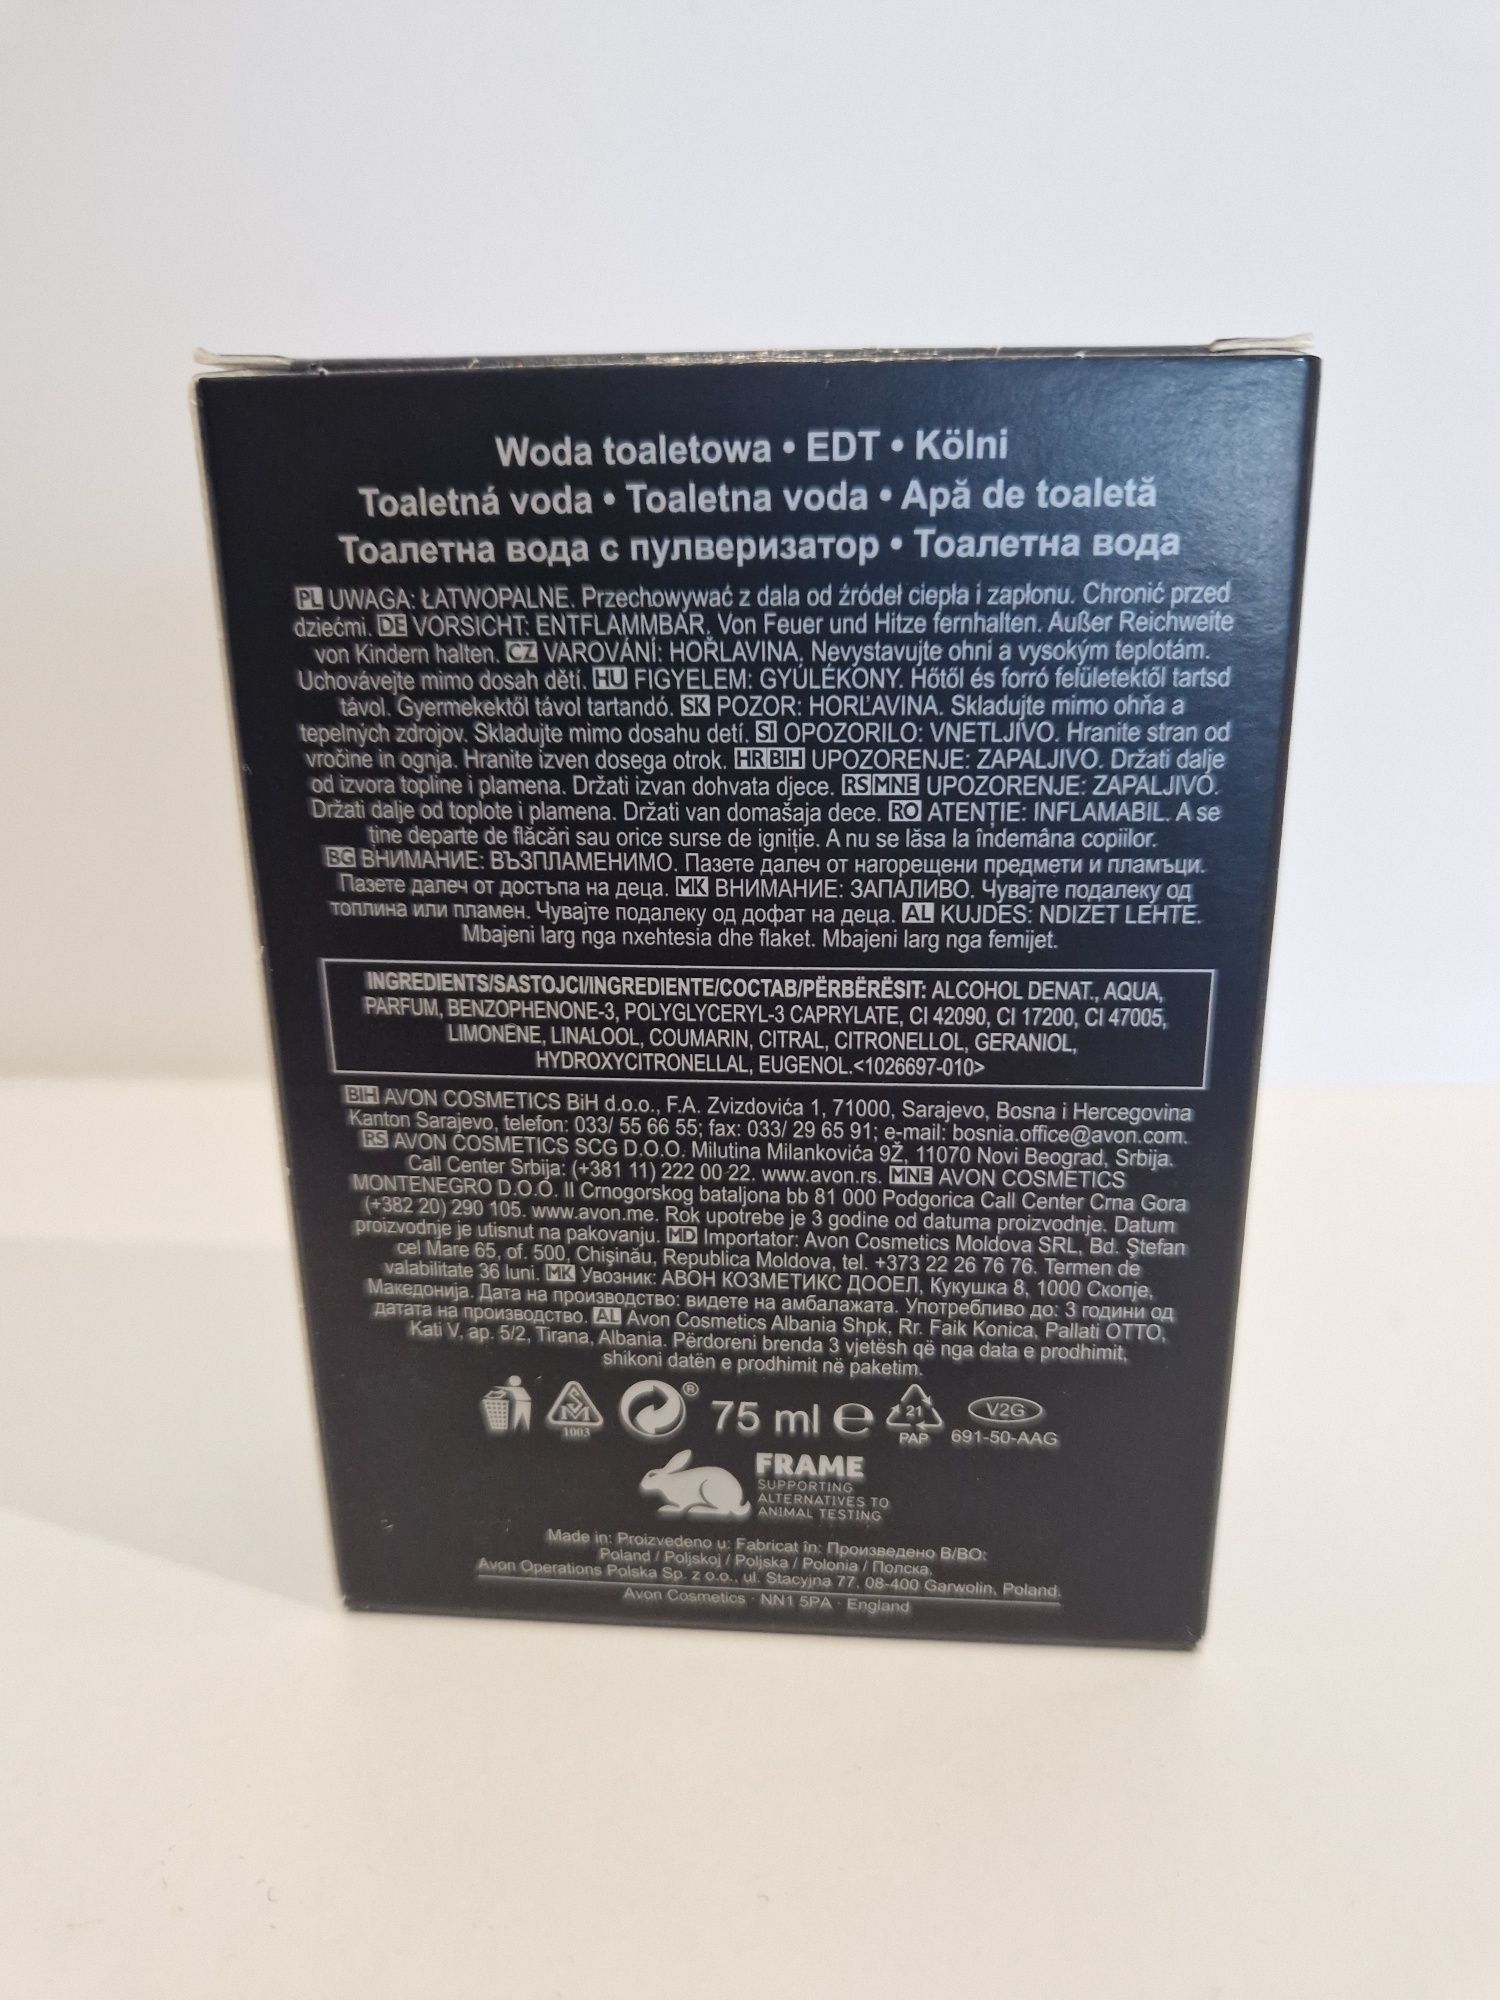 Woda toaletowa • EDT • Kölni
Toaletná voda • Toaletna voda • Apă de toaletă
Тоалетна вода с пулверизатор • Тоалетна вода
PL UWAGA: ŁATWOPALNE. Przechowywać z dala od źródeł ciepła i zapłonu. Chronić przed
dziećmi. DE VORSICHT: ENTFLAMMBAR. Von Feuer und Hitze fernhalten. Außer Reichweite
von Kindern halten. CZ VAROVÁNÍ: HOŘLAVINA. Nevystavujte ohni a vysokým teplotám.
Uchovávejte mimo dosah dětí. HU FIGYELEM: GYÚLÉKONY. Hőtől és forró felületektől tartsd
távol. Gyermekektől távol tartandó. SK POZOR: HORĽAVINA. Skladujte mimo ohňa a
tepelných zdrojov. Skladujte mimo dosahu detí. SI OPOZORILO: VNETLJIVO. Hranite stran od
vročine in ognja. Hranite izven dosega otrok. HR BIH UPOZORENJE: ZAPALJIVO. Držati dalje
od izvora topline i plamena. Držati izvan dohvata djece. RS MNE UPOZORENJE: ZAPALJIVO.
Držati dalje od toplote i plamena. Držati van domašaja dece. RO ATENȚIE: INFLAMABIL. A se
ține departe de flăcări sau orice surse de igniție. A nu se lăsa la îndemâna copiilor.
BG ВНИМАНИЕ: ВЪЗПЛАМЕНИМО. Пазете далеч от нагорещени предмети и пламъци.
Пазете далеч от достъпа на деца. MK ВНИМАНИЕ: ЗАПАЛИВО. Чувајте подалеку од
топлина или пламен. Чувајте подалеку од дофат на деца. AL KUJDES: NDIZET LEHTE.
Mbajeni larg nga nxehtesia dhe flaket. Mbajeni larg nga femijet.
INGREDIENTS/SASTOJCI/INGREDIENTE/СОСТАВ/PËRBËRËSIT: ALCOHOL DENAT., AQUA,
PARFUM, BENZOPHENONE-3, POLYGLYCERYL-3 CAPRYLATE, CI 42090, CI 17200, CI 47005,
LIMONENE, LINALOOL, COUMARIN, CITRAL, CITRONELLOL, GERANIOL,
HYDROXYCITRONELLAL, EUGENOL.<1026697-010>
BIH AVON COSMETICS BiH d.o.o., F.A. Zvizdovića 1, 71000, Sarajevo, Bosna i Hercegovina
Kanton Sarajevo, telefon: 033/ 55 66 55; fax: 033/ 29 65 91; e-mail: bosnia.office@avon.com.
RS AVON COSMETICS SCG D.O.O. Milutina Milankovića 9Ž, 11070 Novi Beograd, Srbija.
Call Center Srbija: (+381 11) 222 00 22. www.avon.rs. MNE AVON COSMETICS
MONTENEGRO D.O.O. II Crnogorskog bataljona bb 81 000 Podgorica Call Center Crna Gora
(+382 20) 290 105. www.avon.me. Rok upotrebe je 3 godine od datuma proizvodnje. Datum
proizvodnje je utisnut na pakovanju. MD Importator: Avon Cosmetics Moldova SRL, Bd. Ştefan
cel Mare 65, of. 500, Chişinău, Republica Moldova, tel. +373 22 26 76 76. Termen de
valabilitate 36 luni. MK Увозник: АВОН КОЗМЕТИКС ДООЕЛ, Кукушка 8, 1000 Скопје,
Македонија. Дата на производство: видете на амбалажата. Употребливо до: 3 години од
датата на производство. AL Avon Cosmetics Albania Shpk, Rr. Faik Konica, Pallati OTTO,
Kati V, ap. 5/2, Tirana, Albania. Përdoreni brenda 3 vjetësh që nga data e prodhimit,
shikoni datën e prodhimit në paketim.
SM 1003 ® 75 ml ℮ 21 PAP V2G 691-50-AAG
FRAME
SUPPORTING
ALTERNATIVES TO
ANIMAL TESTING
Made in: Proizvedeno u: Fabricat în: Произведено В/ВО:
Poland / Poljskoj / Poljska / Polonia / Полска.
Avon Operations Polska Sp. z o.o., ul. Stacyjna 77, 08-400 Garwolin, Poland.
Avon Cosmetics · NN1 5PA · England